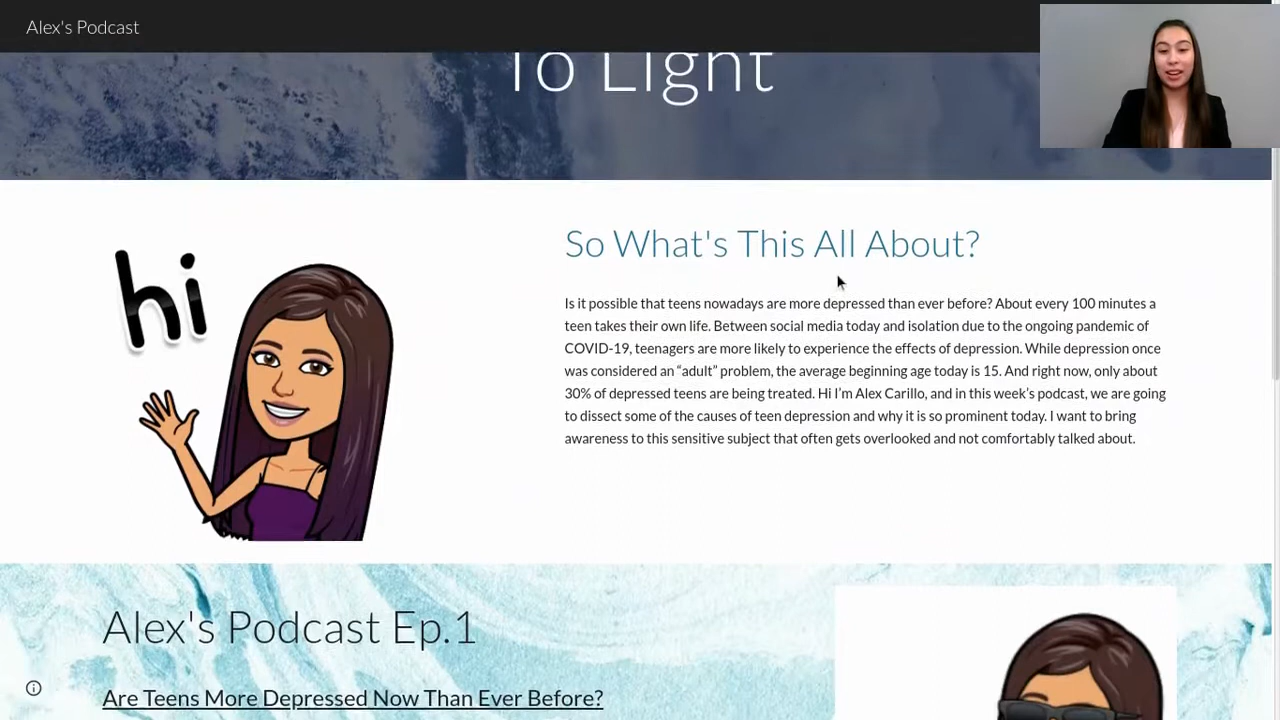 Alex's Podcast
To Light
hi
So What's This All About?
Is it possible that teens nowadays are more depressed than ever before? About every 100 minutes a
teen takes their own life. Between social media today and isolation due to the ongoing pandemic of
COVID-19, teenagers are more likely to experience the effects of depression. While depression once
was considered an “adult” problem, the average beginning age today is 15. And right now, only about
30% of depressed teens are being treated. Hi I’m Alex Carillo, and in this week’s podcast, we are going
to dissect some of the causes of teen depression and why it is so prominent today. I want to bring
awareness to this sensitive subject that often gets overlooked and not comfortably talked about.
Alex's Podcast Ep.1
Are Teens More Depressed Now Than Ever Before?